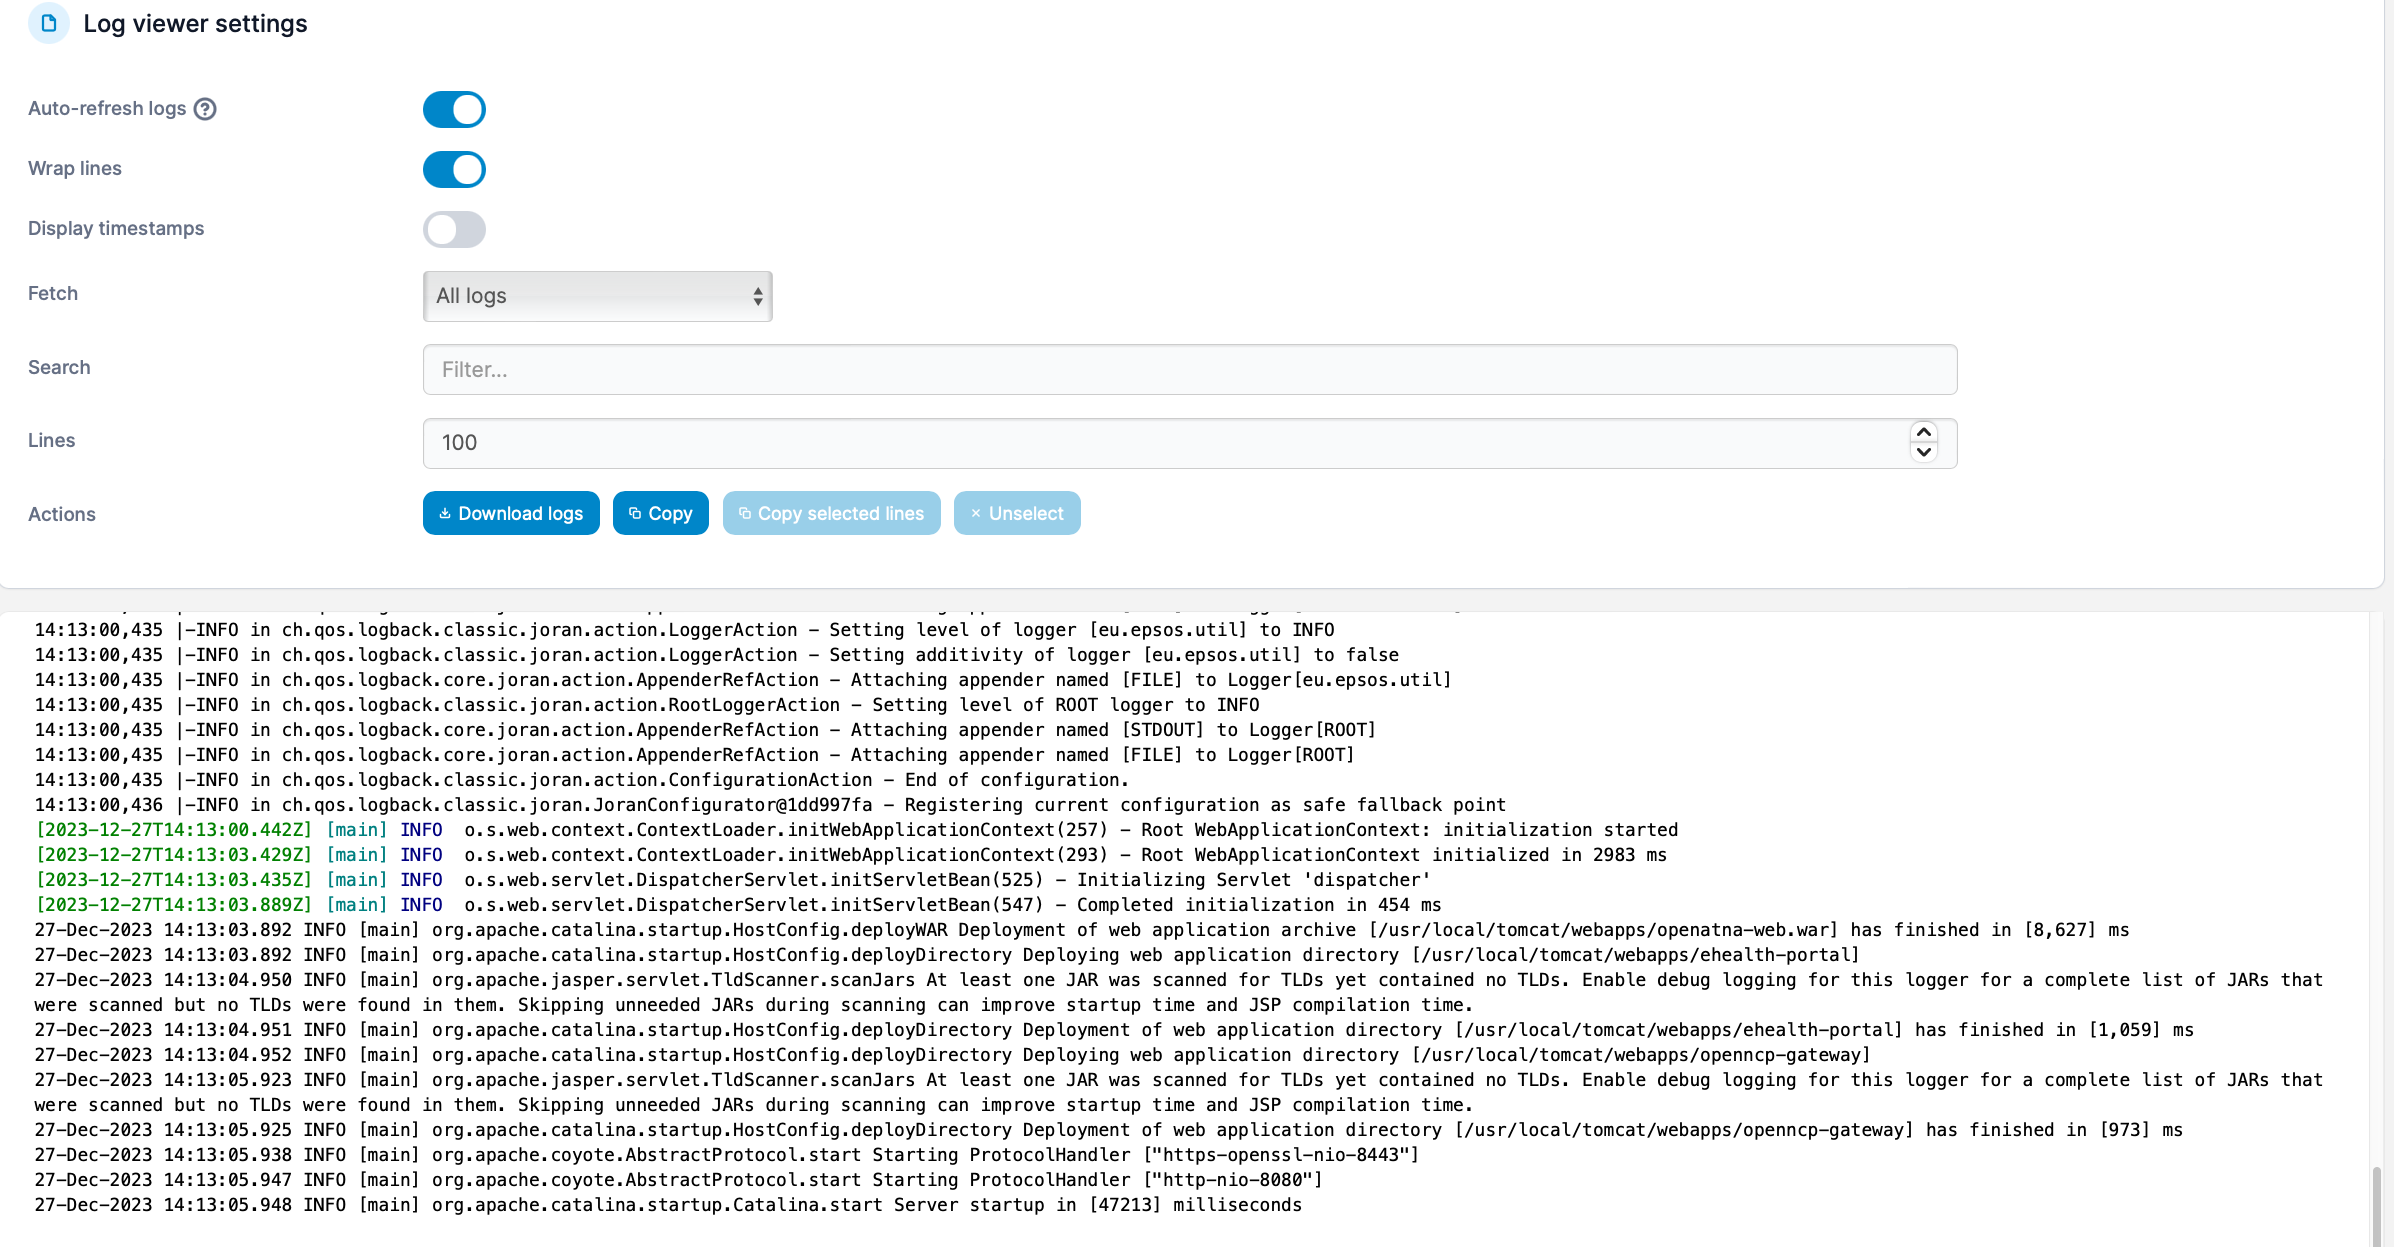 Log viewer settings
Auto-refresh logs
Wrap lines
Display timestamps
Fetch
All logs
Search
Filter...
Lines
100
Actions
Download logs
Copy
Copy selected lines
Unselect
14:13:00,435 |-INFO in ch.qos.logback.classic.joran.action.LoggerAction - Setting level of logger [eu.epsos.util] to INFO
14:13:00,435 |-INFO in ch.qos.logback.classic.joran.action.LoggerAction - Setting additivity of logger [eu.epsos.util] to false
14:13:00,435 |-INFO in ch.qos.logback.core.joran.action.AppenderRefAction - Attaching appender named [FILE] to Logger[eu.epsos.util]
14:13:00,435 |-INFO in ch.qos.logback.classic.joran.action.RootLoggerAction - Setting level of ROOT logger to INFO
14:13:00,435 |-INFO in ch.qos.logback.core.joran.action.AppenderRefAction - Attaching appender named [STDOUT] to Logger[ROOT]
14:13:00,435 |-INFO in ch.qos.logback.core.joran.action.AppenderRefAction - Attaching appender named [FILE] to Logger[ROOT]
14:13:00,435 |-INFO in ch.qos.logback.classic.joran.action.ConfigurationAction - End of configuration.
14:13:00,436 |-INFO in ch.qos.logback.classic.joran.JoranConfigurator@1dd997fa - Registering current configuration as safe fallback point
[2023-12-27T14:13:00.442Z] [main] INFO  o.s.web.context.ContextLoader.initWebApplicationContext(257) - Root WebApplicationContext: initialization started
[2023-12-27T14:13:03.429Z] [main] INFO  o.s.web.context.ContextLoader.initWebApplicationContext(293) - Root WebApplicationContext initialized in 2983 ms
[2023-12-27T14:13:03.435Z] [main] INFO  o.s.web.servlet.DispatcherServlet.initServletBean(525) - Initializing Servlet 'dispatcher'
[2023-12-27T14:13:03.889Z] [main] INFO  o.s.web.servlet.DispatcherServlet.initServletBean(547) - Completed initialization in 454 ms
27-Dec-2023 14:13:03.892 INFO [main] org.apache.catalina.startup.HostConfig.deployWAR Deployment of web application archive [/usr/local/tomcat/webapps/openatna-web.war] has finished in [8,627] ms
27-Dec-2023 14:13:03.892 INFO [main] org.apache.catalina.startup.HostConfig.deployDirectory Deploying web application directory [/usr/local/tomcat/webapps/ehealth-portal]
27-Dec-2023 14:13:04.950 INFO [main] org.apache.jasper.servlet.TldScanner.scanJars At least one JAR was scanned for TLDs yet contained no TLDs. Enable debug logging for this logger for a complete list of JARs that
were scanned but no TLDs were found in them. Skipping unneeded JARs during scanning can improve startup time and JSP compilation time.
27-Dec-2023 14:13:04.951 INFO [main] org.apache.catalina.startup.HostConfig.deployDirectory Deployment of web application directory [/usr/local/tomcat/webapps/ehealth-portal] has finished in [1,059] ms
27-Dec-2023 14:13:04.952 INFO [main] org.apache.catalina.startup.HostConfig.deployDirectory Deploying web application directory [/usr/local/tomcat/webapps/openncp-gateway]
27-Dec-2023 14:13:05.923 INFO [main] org.apache.jasper.servlet.TldScanner.scanJars At least one JAR was scanned for TLDs yet contained no TLDs. Enable debug logging for this logger for a complete list of JARs that
were scanned but no TLDs were found in them. Skipping unneeded JARs during scanning can improve startup time and JSP compilation time.
27-Dec-2023 14:13:05.925 INFO [main] org.apache.catalina.startup.HostConfig.deployDirectory Deployment of web application directory [/usr/local/tomcat/webapps/openncp-gateway] has finished in [973] ms
27-Dec-2023 14:13:05.938 INFO [main] org.apache.coyote.AbstractProtocol.start Starting ProtocolHandler ["https-openssl-nio-8443"]
27-Dec-2023 14:13:05.947 INFO [main] org.apache.coyote.AbstractProtocol.start Starting ProtocolHandler ["http-nio-8080"]
27-Dec-2023 14:13:05.948 INFO [main] org.apache.catalina.startup.Catalina.start Server startup in [47213] milliseconds